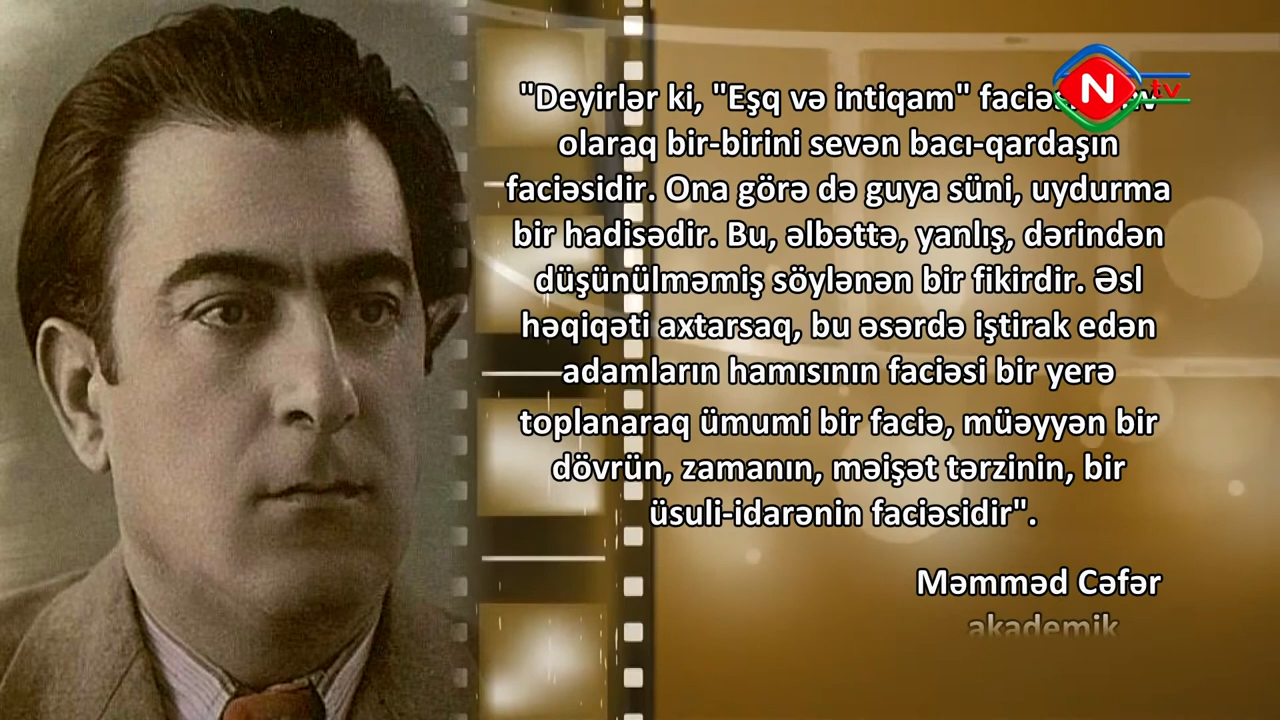 "Deyirlər ki, "Eşq və intiqam"
olaraq bir-birini sevən bacı-qardaşın
faciəsidir. Ona görə də guya süni, uydurma
bir hadisədir. Bu, əlbəttə, yanlış, dərindən
düşünülməmiş söylənən bir fikirdir. Əsl
həqiqəti axtarsaq, bu əsərdə iştirak edən
adamların hamısının faciəsi bir yerə
toplanaraq ümumi bir faciə, müəyyən bir
dövrün, zamanın, məişət tərzinin, bir
üsuli-idarənin faciəsidir".
Məmməd Cəfər
akademik
N tv